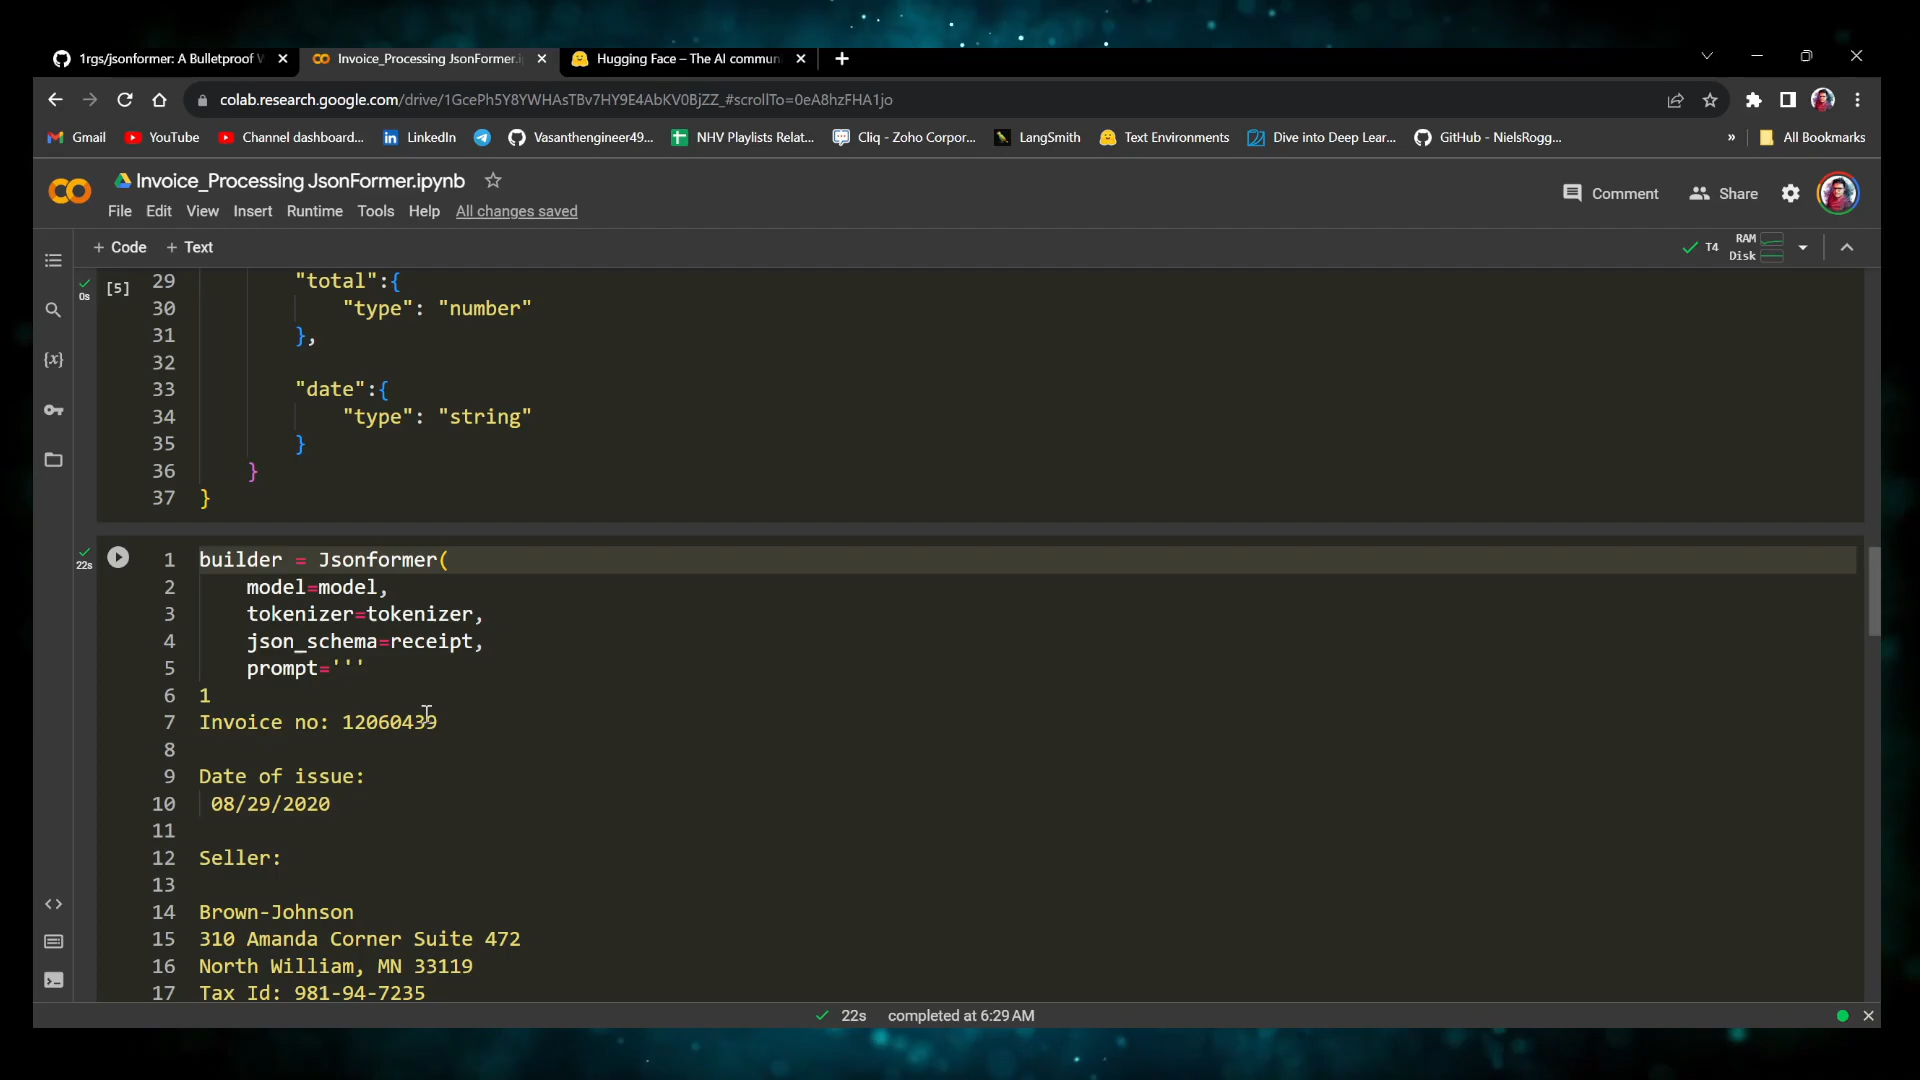 1rgs/jsonformer: A Bulletproof W
Invoice_Processing JsonFormer.i
Hugging Face – The AI commun
colab.research.google.com/drive/1GcePh5Y8YWHAsTBv7HY9E4AbKV0BjZZ_#scrollTo=0eA8hzFHA1jo
Gmail YouTube Channel dashboard... LinkedIn Vasanthengineer49... NHV Playlists Relat... Cliq - Zoho Corpor... LangSmith Text Environments Dive into Deep Lear... GitHub - NielsRogg... » All Bookmarks
Invoice_Processing JsonFormer.ipynb
Comment Share
File Edit View Insert Runtime Tools Help All changes saved
+ Code + Text
T4 RAM Disk
[5] 0s
29 "total":{
30 "type": "number"
31 },
32
33 "date":{
34 "type": "string"
35 }
36 }
37 }
22s
1 builder = Jsonformer(
2 model=model,
3 tokenizer=tokenizer,
4 json_schema=receipt,
5 prompt='''
6 1
7 Invoice no: 12060439
8
9 Date of issue:
10 08/29/2020
11
12 Seller:
13
14 Brown-Johnson
15 310 Amanda Corner Suite 472
16 North William, MN 33119
17 Tax Id: 981-94-7235
22s completed at 6:29 AM